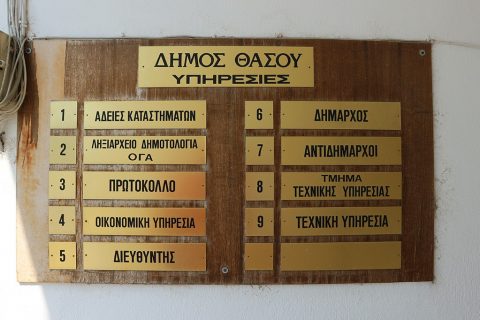 ΔΗΜΟΣ ΘΑΣΟΥ
ΥΠΗΡΕΣΙΕΣ
1 ΑΔΕΙΕΣ ΚΑΤΑΣΤΗΜΑΤΩΝ
2 ΛΗΞΙΑΡΧΕΙΟ ΔΗΜΟΤΟΛΟΓΙΑ
ΟΓΑ
3 ΠΡΩΤΟΚΟΛΛΟ
4 ΟΙΚΟΝΟΜΙΚΗ ΥΠΗΡΕΣΙΑ
5 ΔΙΕΥΘΝΤΗΣ
6 ΔΗΜΑΡΧΟΣ
7 ΑΝΤΙΔΗΜΑΡΧΟΙ
8 ΤΜΗΜΑ
ΤΕΧΝΙΚΗΣ ΥΠΗΡΕΣΙΑΣ
9 ΤΕΧΝΙΚΗ ΥΠΗΡΕΣΙΑ